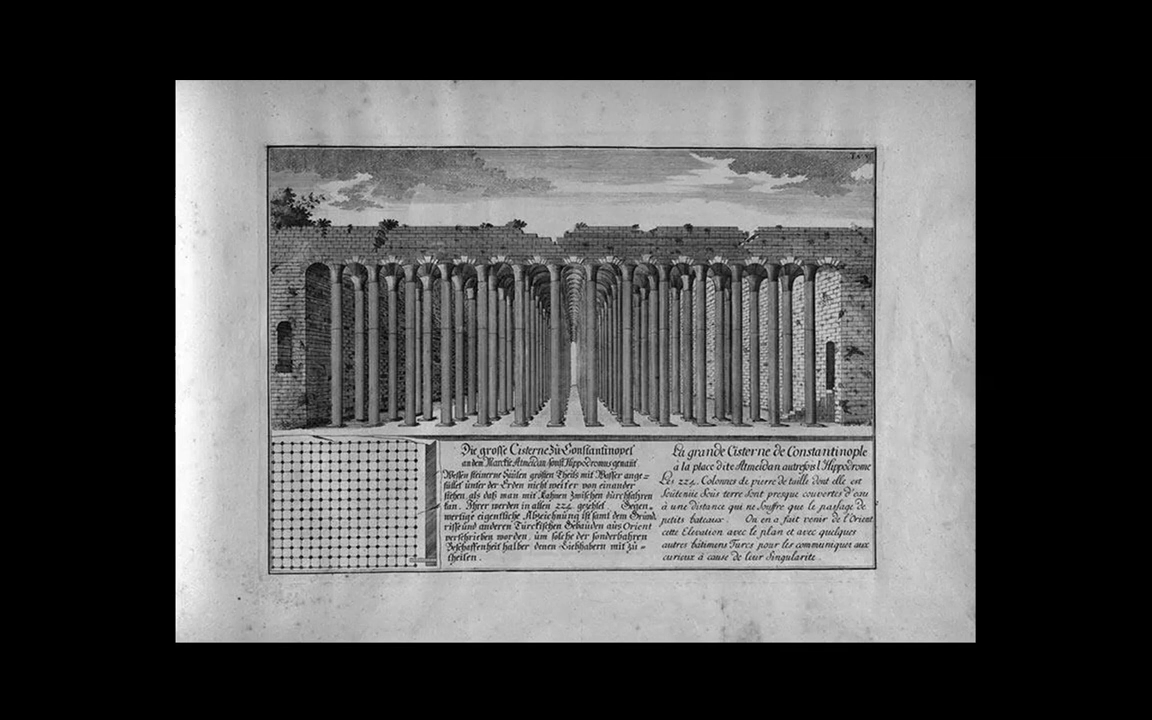 Die grosse Cisterne zu Constantinopel
an dem Marckte Atmeidan sonst Hippodromus genant
Dessen steinerne Säulen grösten Theils mit Wasser ange=
füllet unter der Erden nicht weiter von einander
stehen, als daß man mit Kahnen zwischen durchfahren
kan. Ihrer werden in allen 224 gezehlet. Gegen=
wertige eigentliche Abzeichnung ist samt dem Grund
risse und anderen Türckischen Gebäuden aus Orient
verschrieben worden, um solche der sonderbahren
Beschaffenheit halber denen Liebhabern mit zu=
theilen.
La grande Cisterne de Constantinople
à la place dite Atmeidan autrefois l'Hippodrome
Les 224. Colonnes de pierre de taille dont elle est
soutenue sous terre sont presque couvertes d'eau
à une distance qui ne souffre que le passage de
petits bateaux. On en a fait venir de l'Orient
cette Elevation avec le plan et avec quelques
autres bâtimens Turcs pour les communiquer aux
curieux à cause de leur Singularité.